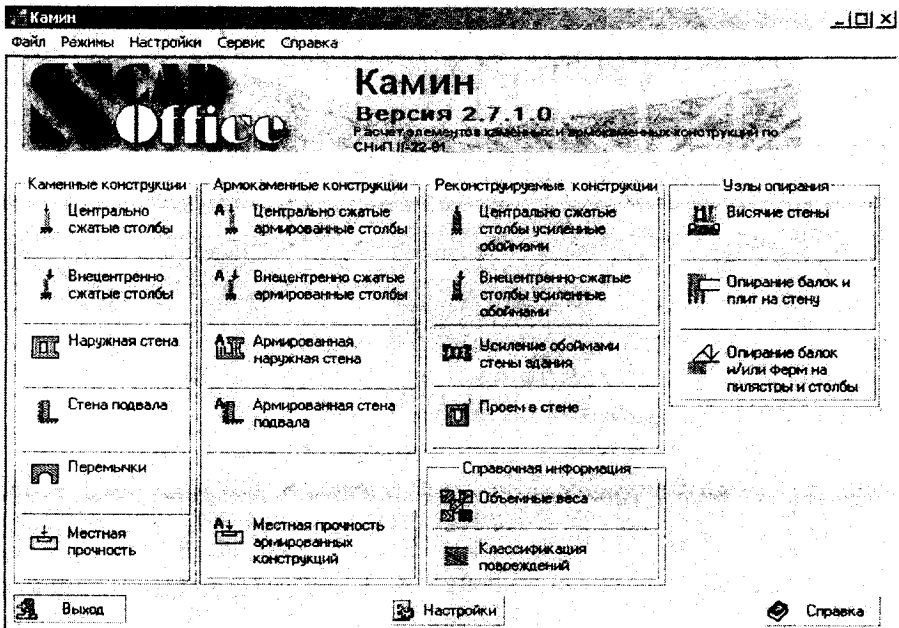 Камин
Файл Режимы Настройки Сервис Справка
SCAD
Office
Камин
Версия 2.7.1.0
Расчет элементов каменных и армокаменных конструкций по
СНиП II-22-81
Каменные конструкции
Центрально
сжатые столбы
Внецентренно
сжатые столбы
Наружная стена
Стена подвала
Перемычки
Местная
прочность
Армокаменные конструкции
Центрально сжатые
армированные столбы
Внецентренно сжатые
армированные столбы
Армированная
наружная стена
Армированная стена
подвала
Местная прочность
армированных
конструкций
Реконструируемые конструкции
Центрально сжатые
столбы усиленные
обоймами
Внецентренно-сжатые
столбы усиленные
обоймами
Усиление обоймами
стены здания
Проем в стене
Справочная информация
Объемные веса
Классификация
повреждений
Узлы опирания
Висячие стены
Опирание балок и
плит на стену
Опирание балок
и/или ферм на
пилястры и столбы
Выход
Настройки
Справка